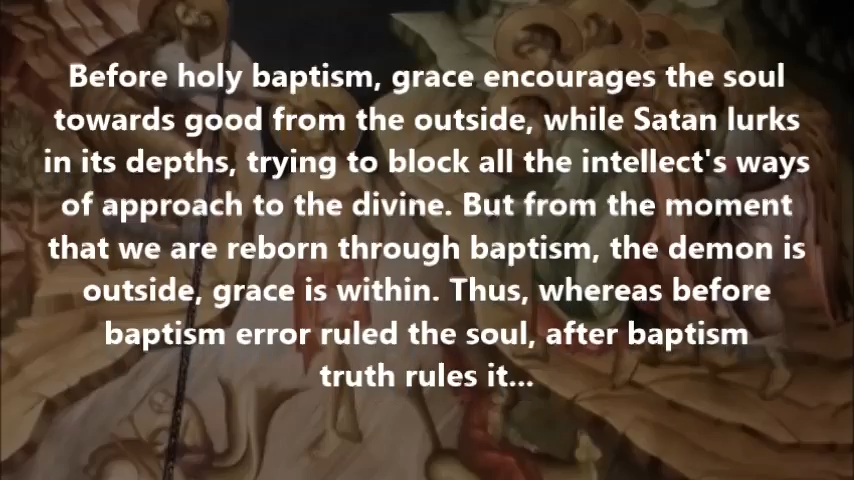 Before holy baptism, grace encourages the soul
towards good from the outside, while Satan lurks
in its depths, trying to block all the intellect's ways
of approach to the divine. But from the moment
that we are reborn through baptism, the demon is
outside, grace is within. Thus, whereas before
baptism error ruled the soul, after baptism
truth rules it...